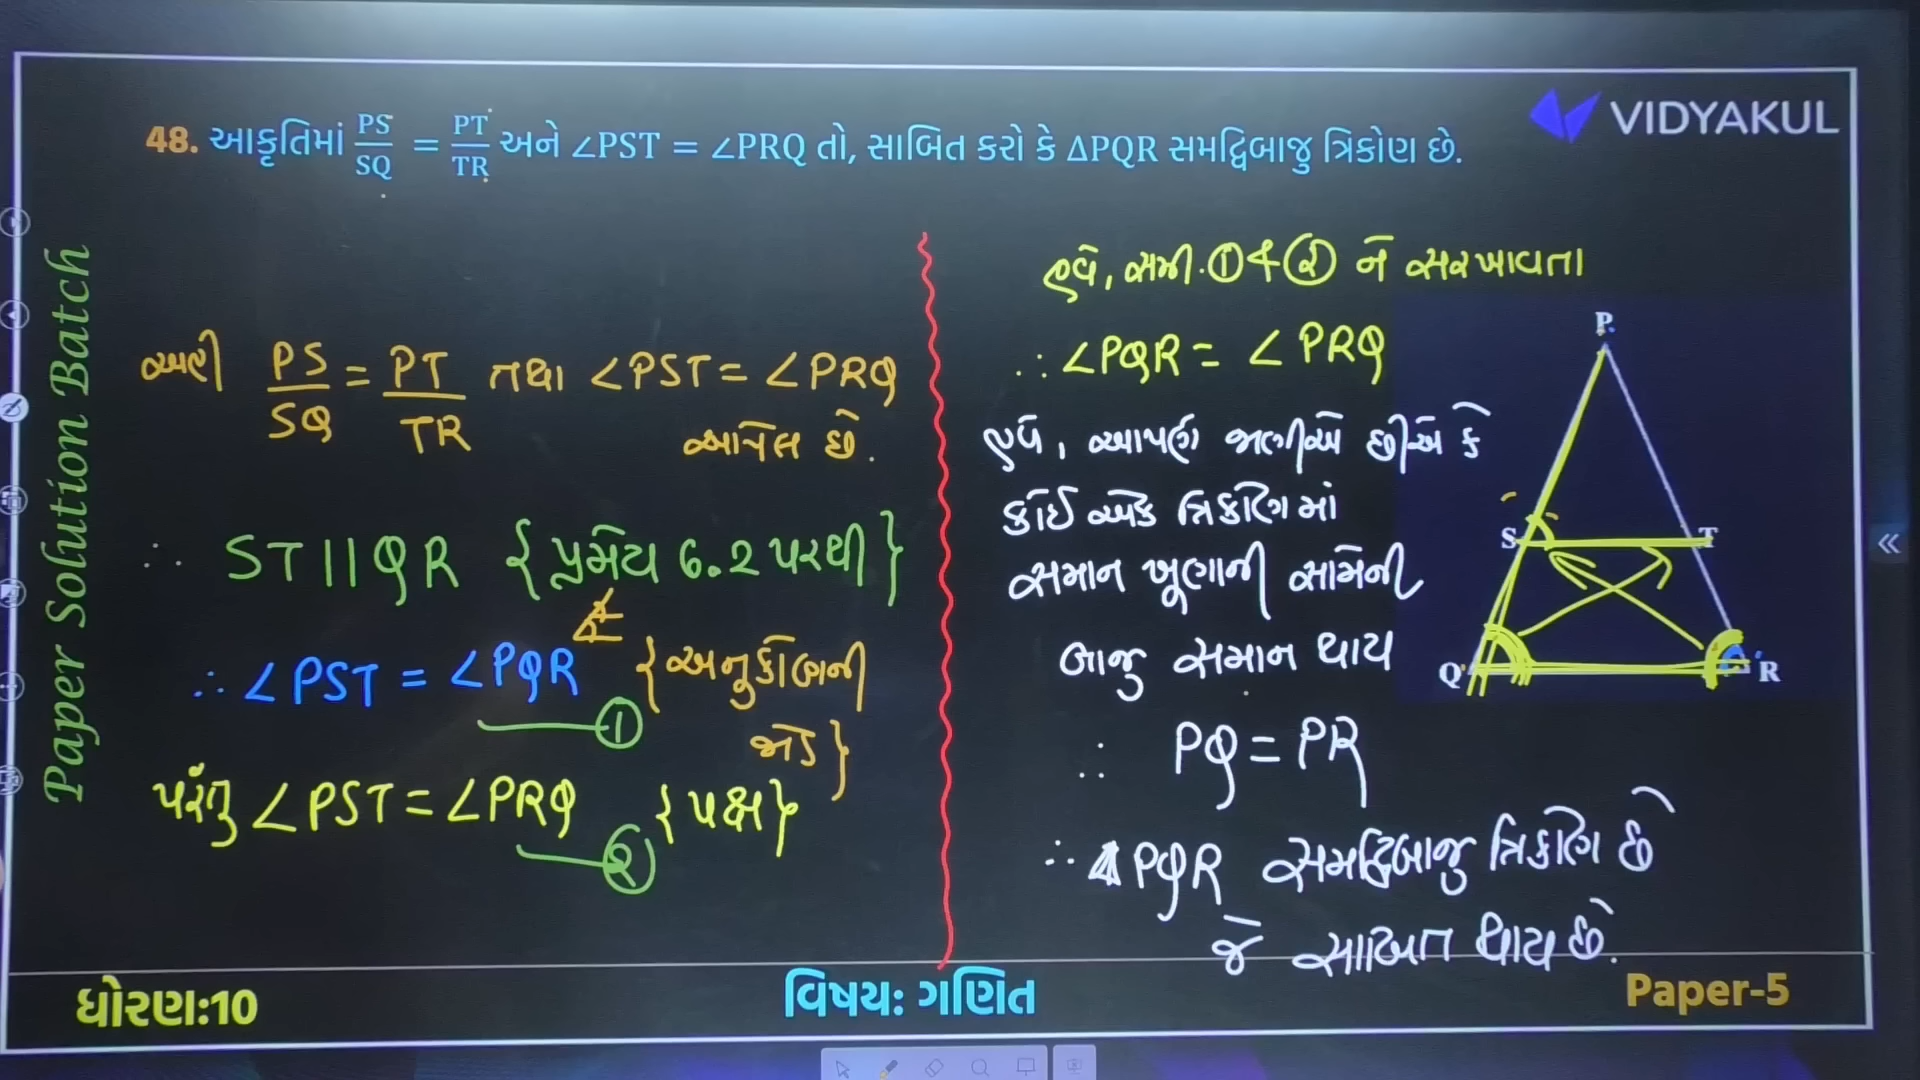 VIDYAKUL
48. આકૃતિમાં PS/SQ = PT/TR અને ∠PST = ∠PRQ તો, સાબિત કરો કે ΔPQR સમદ્વિબાજુ ત્રિકોણ છે.
Paper Solution Batch
અહીં PS/SQ = PT/TR તથા ∠PST = ∠PRQ
આપેલ છે.
∴ ST||QR {પ્રમેય 6.2 પરથી}
∴ ∠PST = ∠PQR {અનુકોણની
① જોડ}
પરંતુ ∠PST = ∠PRQ {પક્ષ}
②
હવે, સમી. ① & ② ને સરખાવતા
∴ ∠PQR = ∠PRQ
હવે, આપણે જાણીએ છીએ કે
કોઈ એક ત્રિકોણમાં
સમાન ખૂણાની સામેની
બાજુ સમાન થાય
∴ PQ = PR
∴ ΔPQR સમદ્વિબાજુ ત્રિકોણ છે
જે સાબિત થાય છે.
P
S T
Q R
ધોરણ:10
વિષય: ગણિત
Paper-5